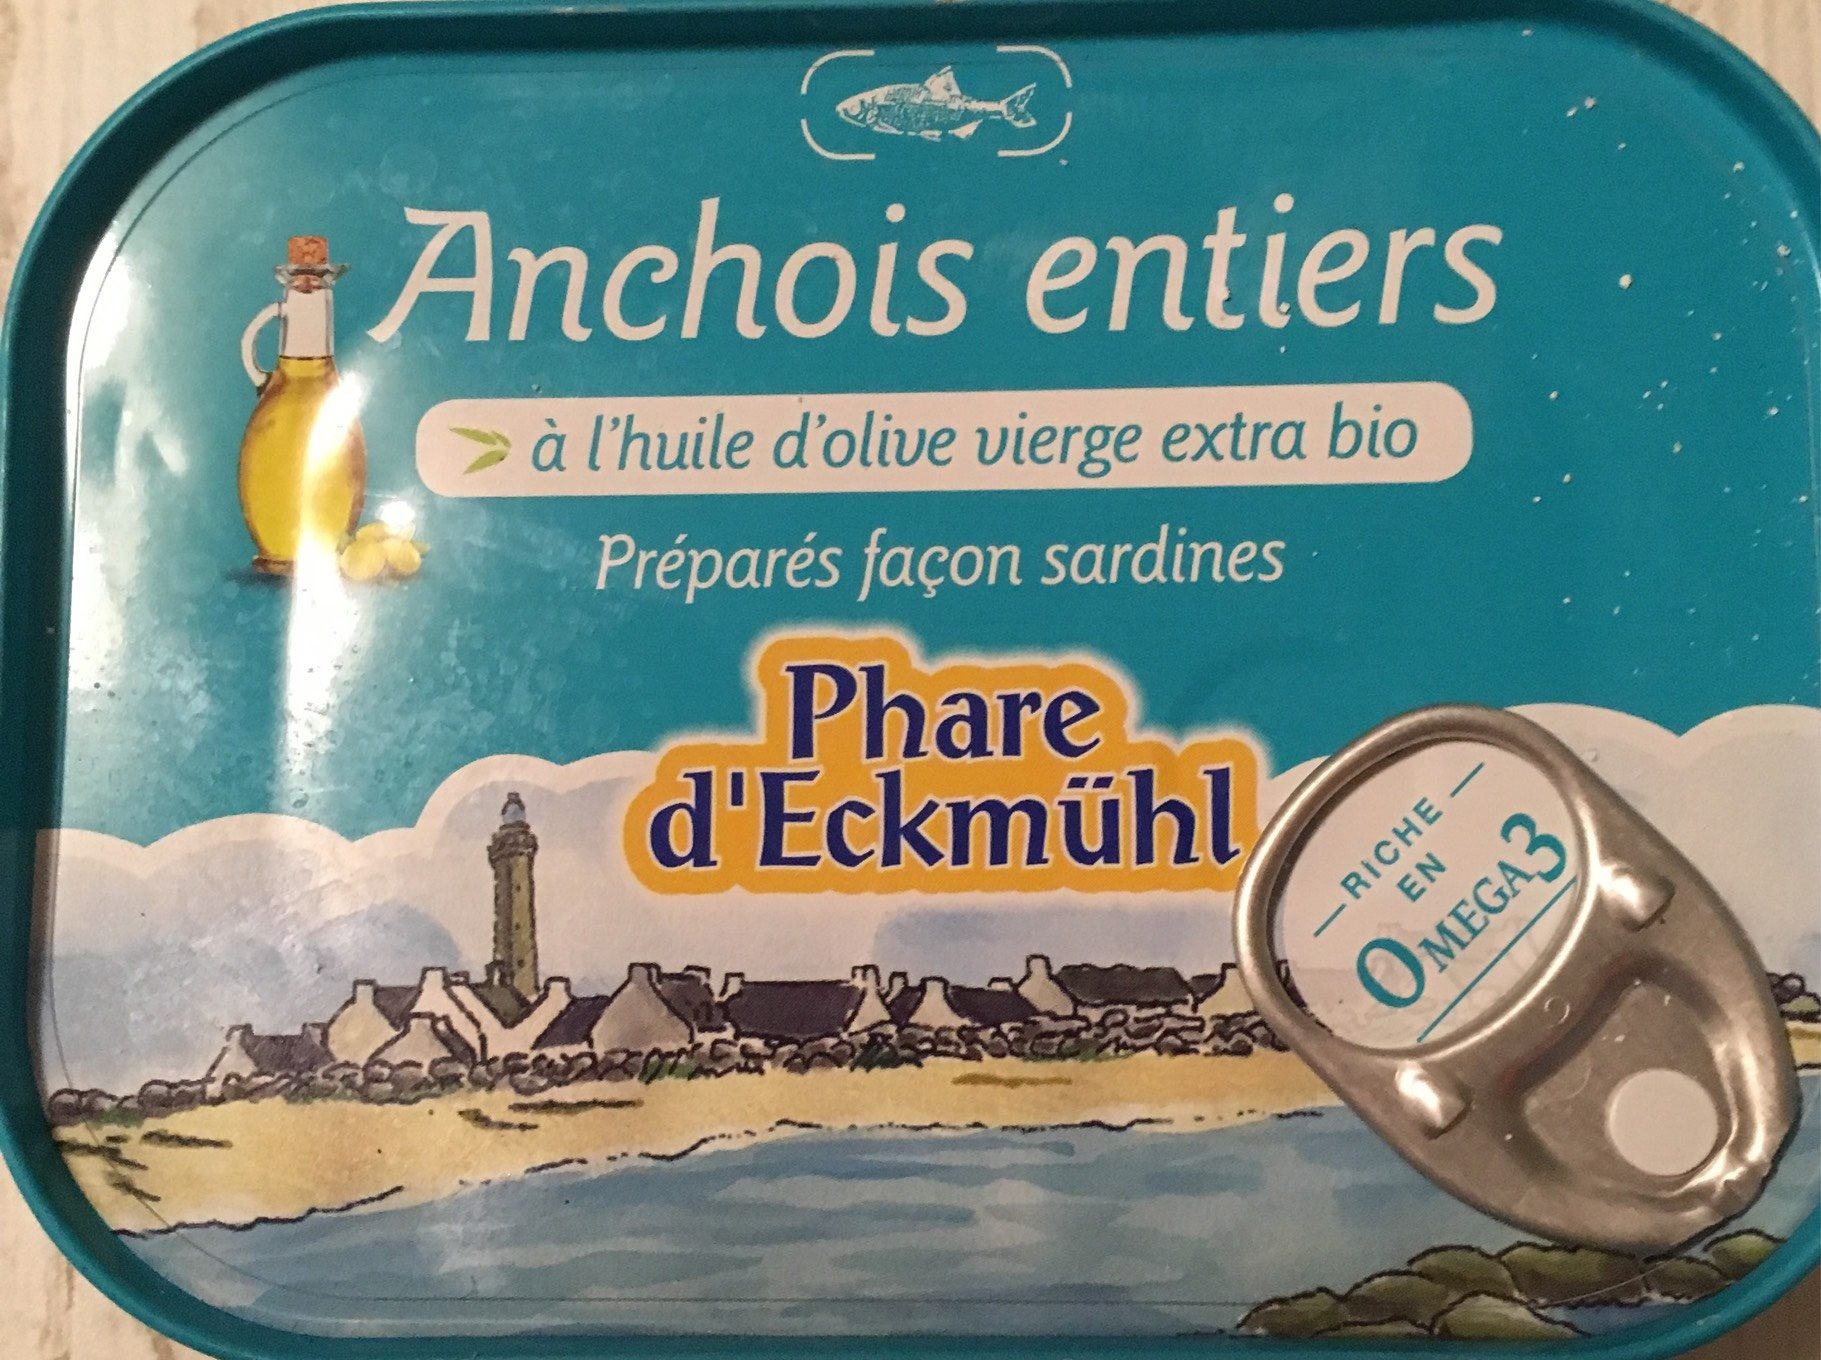 Anchois entiers
à l'huile d'olive vierge extra bio
Préparés façon sardines
Phare
d'Eckmühl
RICHE
EN
OMEGA3